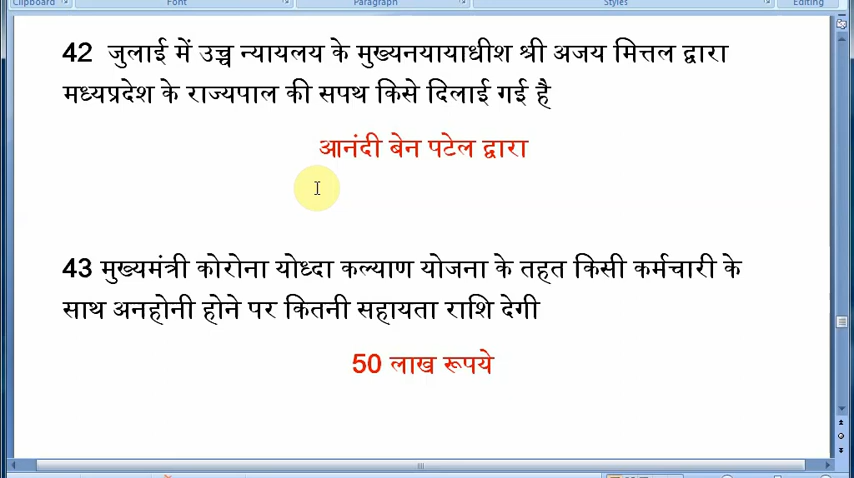 Clipboard
Font
Paragraph
Styles
Editing
42 जुलाई में उच्च न्यायलय के मुख्यनयायाधीश श्री अजय मित्तल द्वारा
मध्यप्रदेश के राज्यपाल की सपथ किसे दिलाई गई है
आनंदी बेन पटेल द्वारा
43 मुख्यमंत्री कोरोना योध्दा कल्याण योजना के तहत किसी कर्मचारी के
साथ अनहोनी होने पर कितनी सहायता राशि देगी
50 लाख रूपये